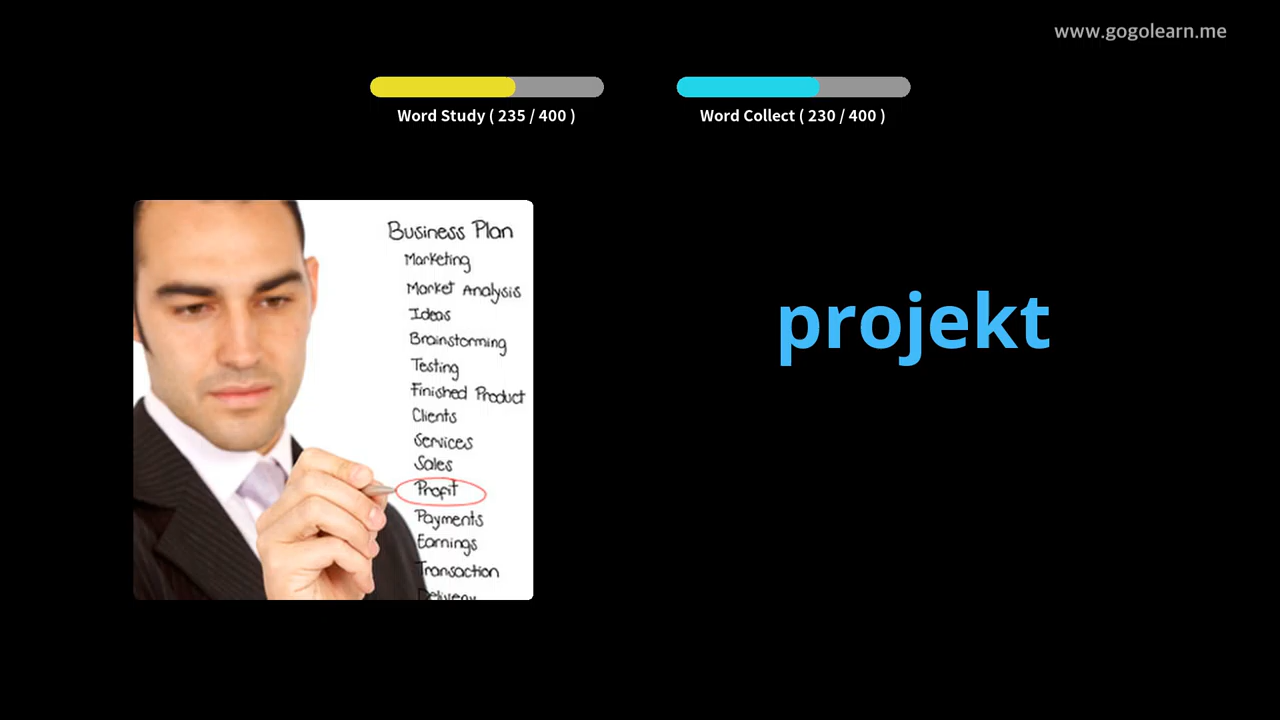 www.gogolearn.me
Word Study ( 235 / 400 )
Word Collect ( 230 / 400 )
Business Plan
Marketing
Market Analysis
Ideas
Brainstorming
Testing
Finished Product
Clients
Services
Sales
Profit
Payments
Earnings
Transaction
Delivery
projekt